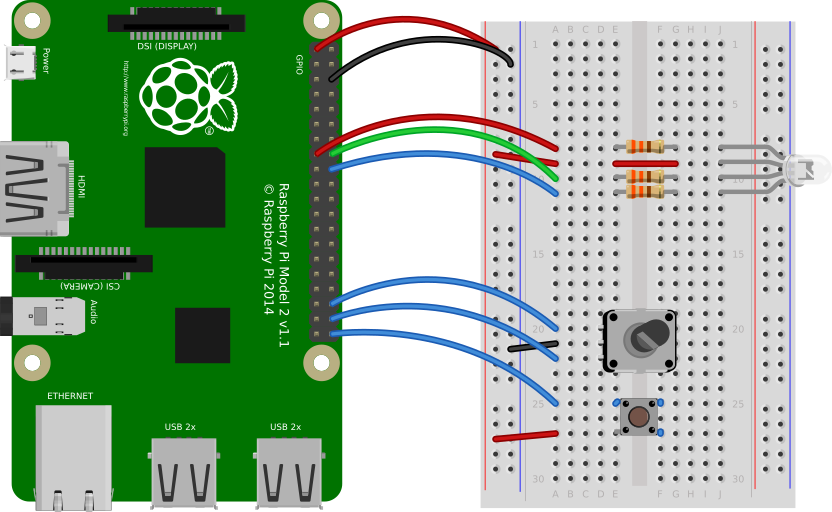 DSI (DISPLAY)
GPIO
Power
http://www.raspberrypi.org
HDMI
Raspberry Pi Model 2 v1.1
© Raspberry Pi 2014
CSI (CAMERA)
Audio
ETHERNET
USB 2x
USB 2x
A B C D E F G H I J
1 1
5 5
10
15 15
20 20
25 25
30 30
A B C D E F G H I J